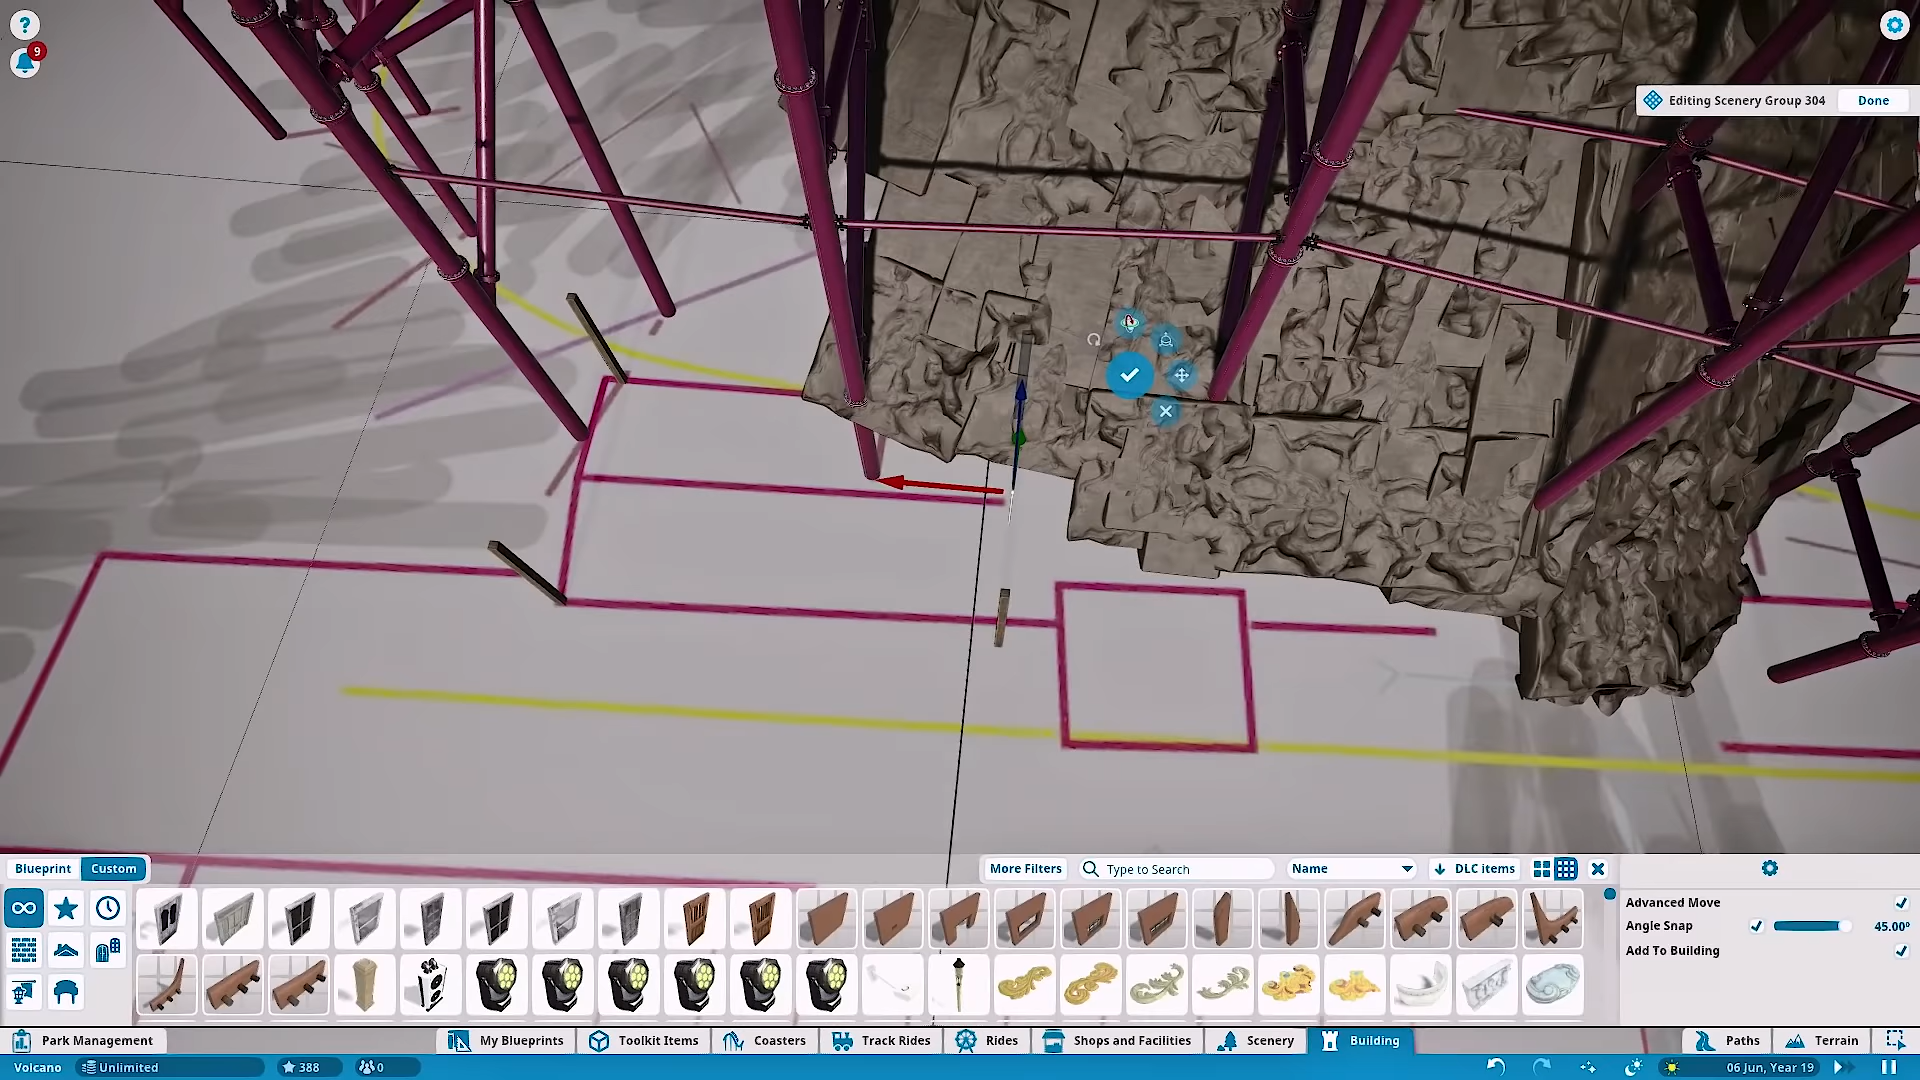 ?
9
Editing Scenery Group 304
Done
Blueprint
Custom
More Filters
Type to Search
Name
DLC items
Advanced Move
Angle Snap
45.00°
Add To Building
Park Management
My Blueprints
Toolkit Items
Coasters
Track Rides
Rides
Shops and Facilities
Scenery
Building
Paths
Terrain
Volcano
Unlimited
388
0
06 Jun, Year 19